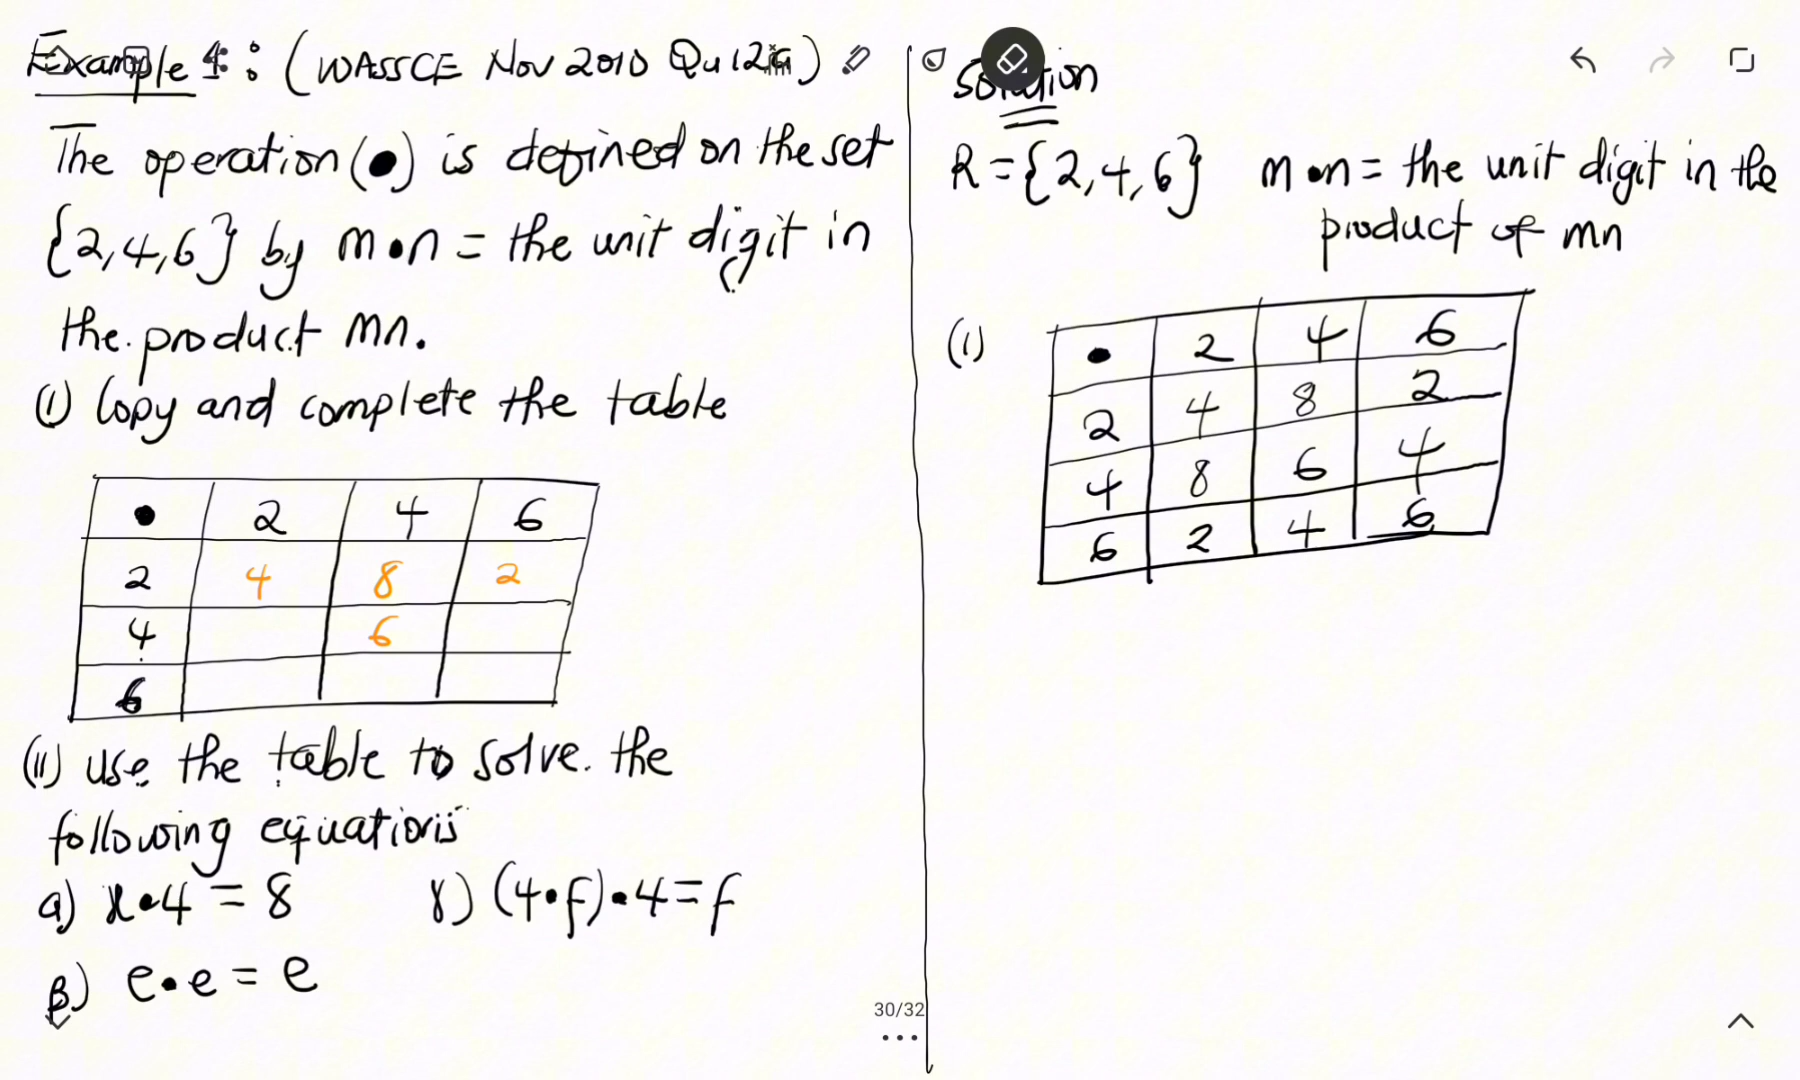 Example 4: (WASSCE Nov 2010 Qu 12a)
The operation (•) is defined on the set
{2,4,6} by m•n = the unit digit in
the product mn.
(i) Copy and complete the table
• 2 4 6
2 4 8 2
4 6
6
(ii) use the table to solve the
following equations
α) x•4 = 8 γ) (4•f)•4=f
β) e•e = e
30/32
Solution
R={2,4,6} m•n = the unit digit in the
product of mn
(i)
• 2 4 6
2 4 8 2
4 8 6 4
6 2 4 6